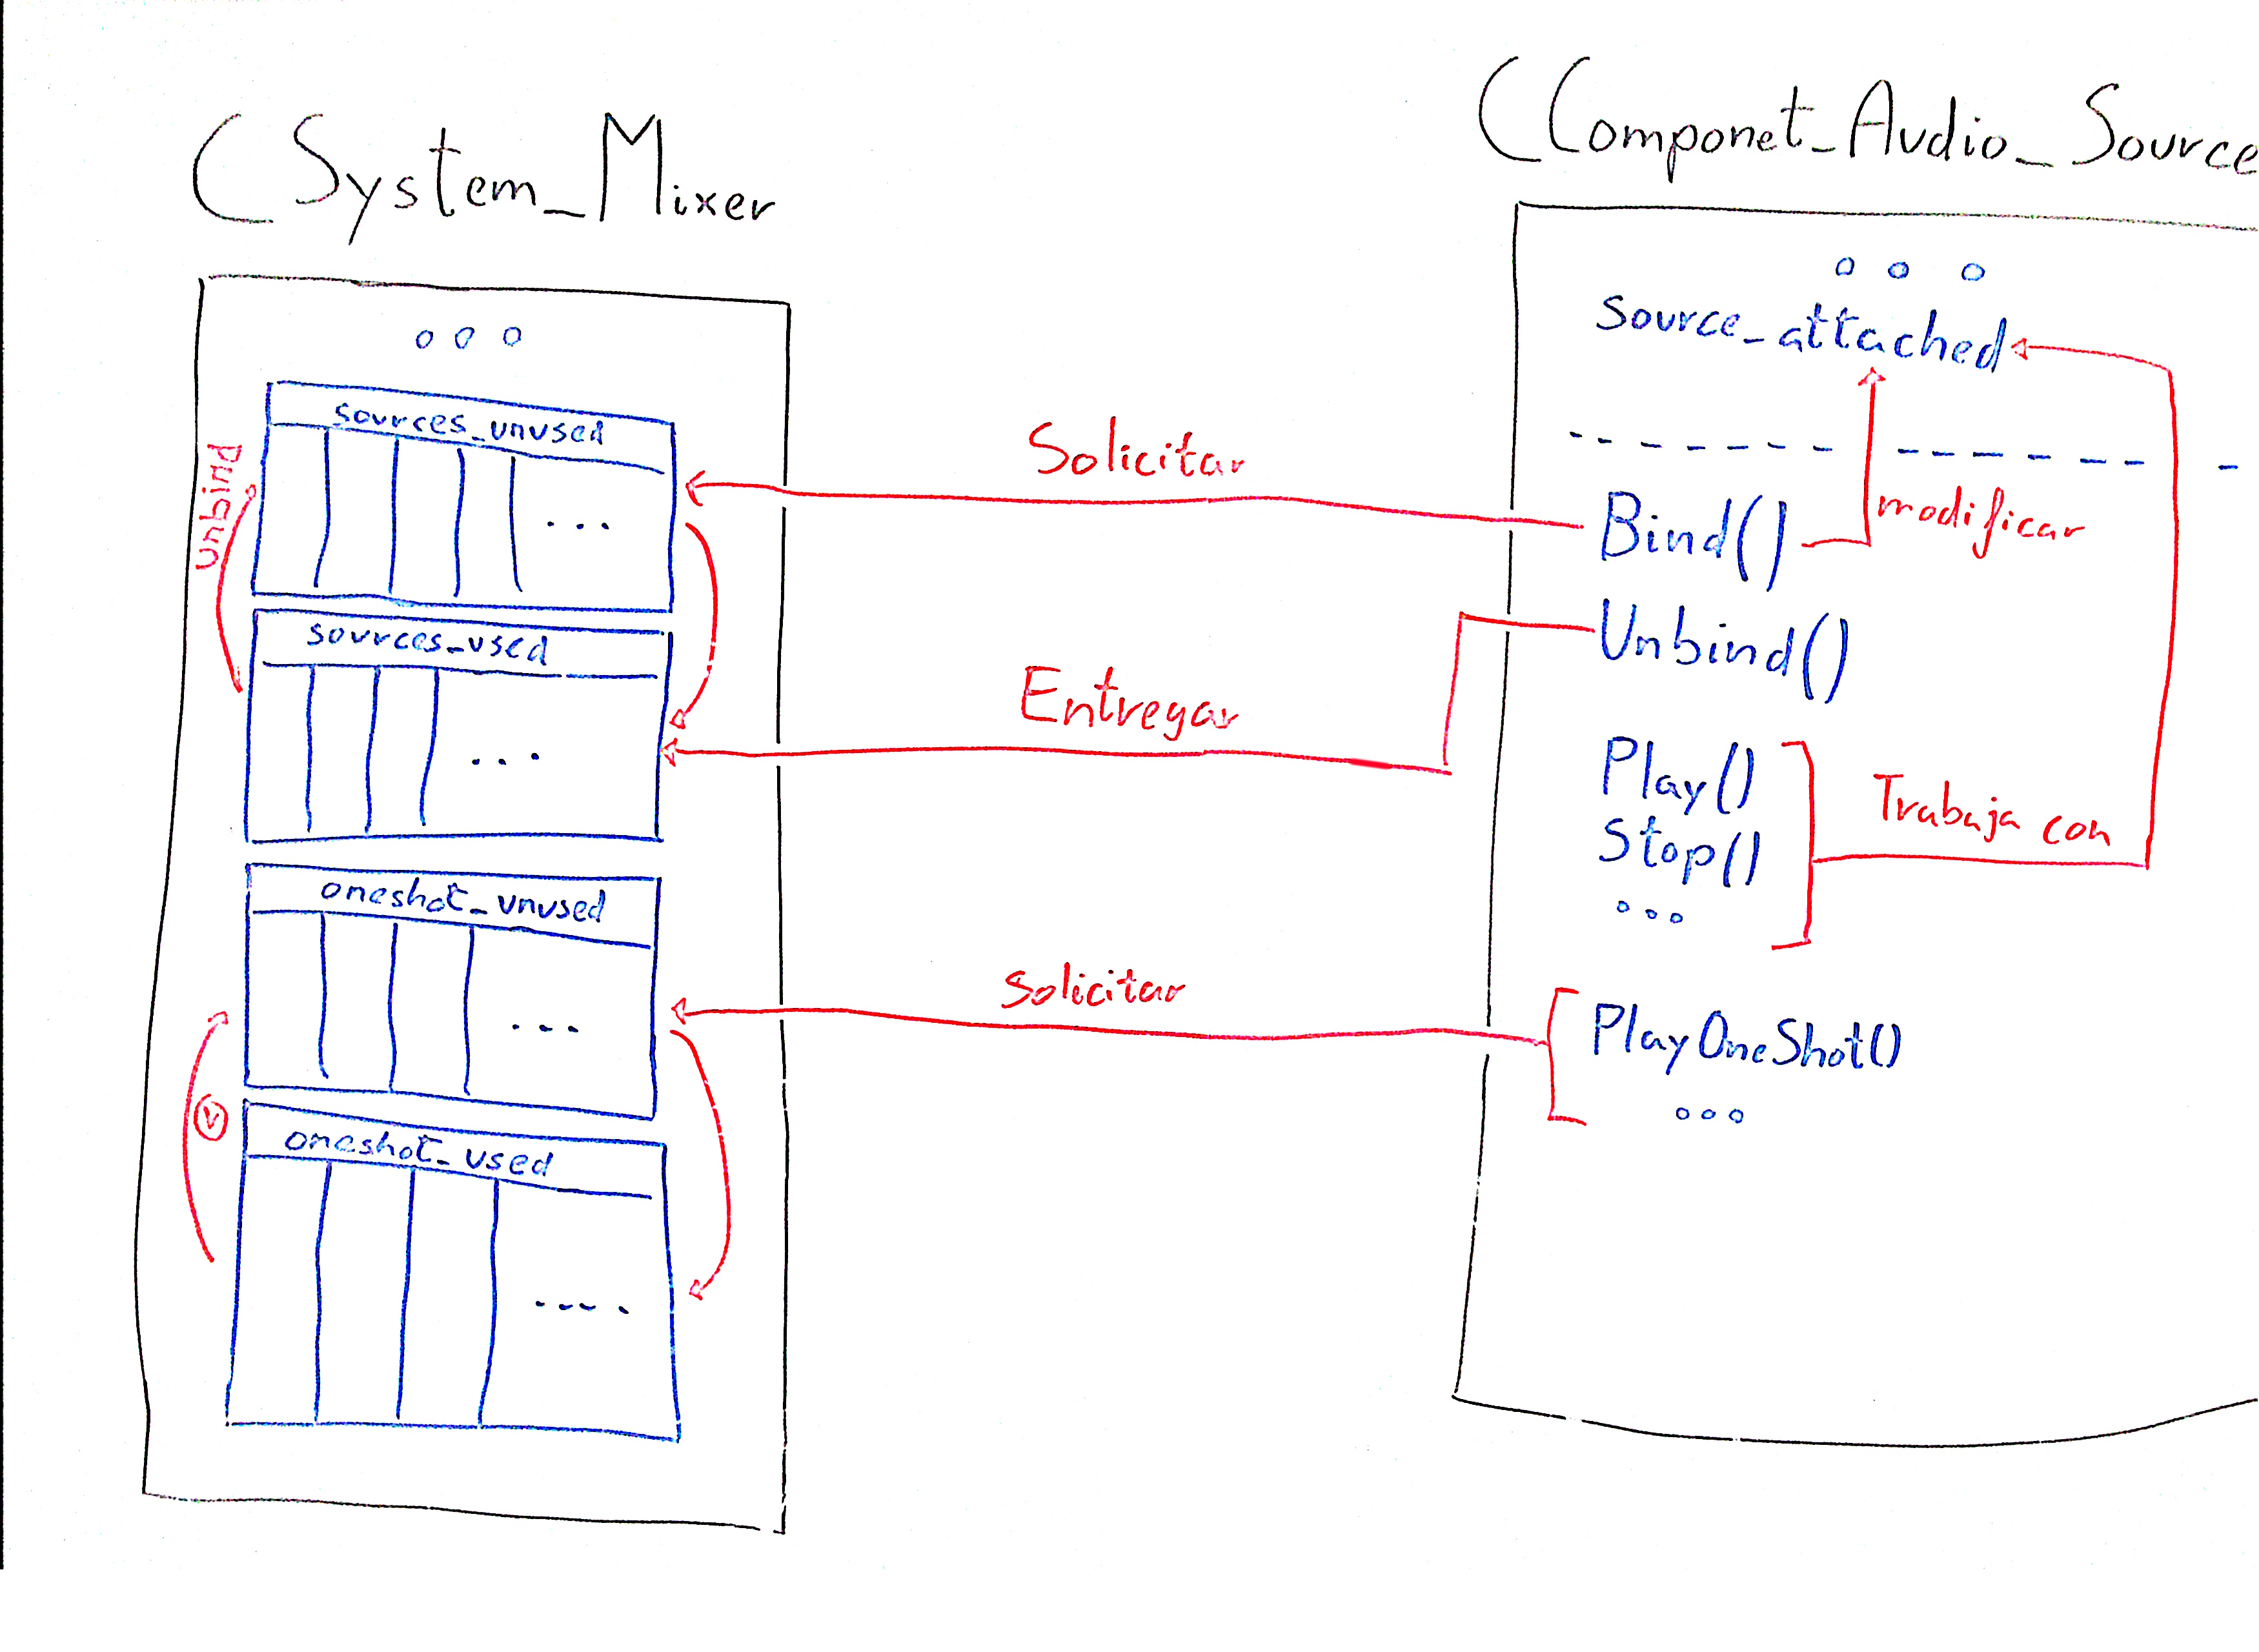 CSystem_Mixer
sources_unused
...
Unbind
sources_used
...
oneshot_unused
...
oneshot_used
....
Solicitar
Entregar
Solicitar
CComponet_Audio_Source
source_attached
Bind()
modificar
Unbind()
Play()
Stop()
Trabaja con
PlayOneShot()